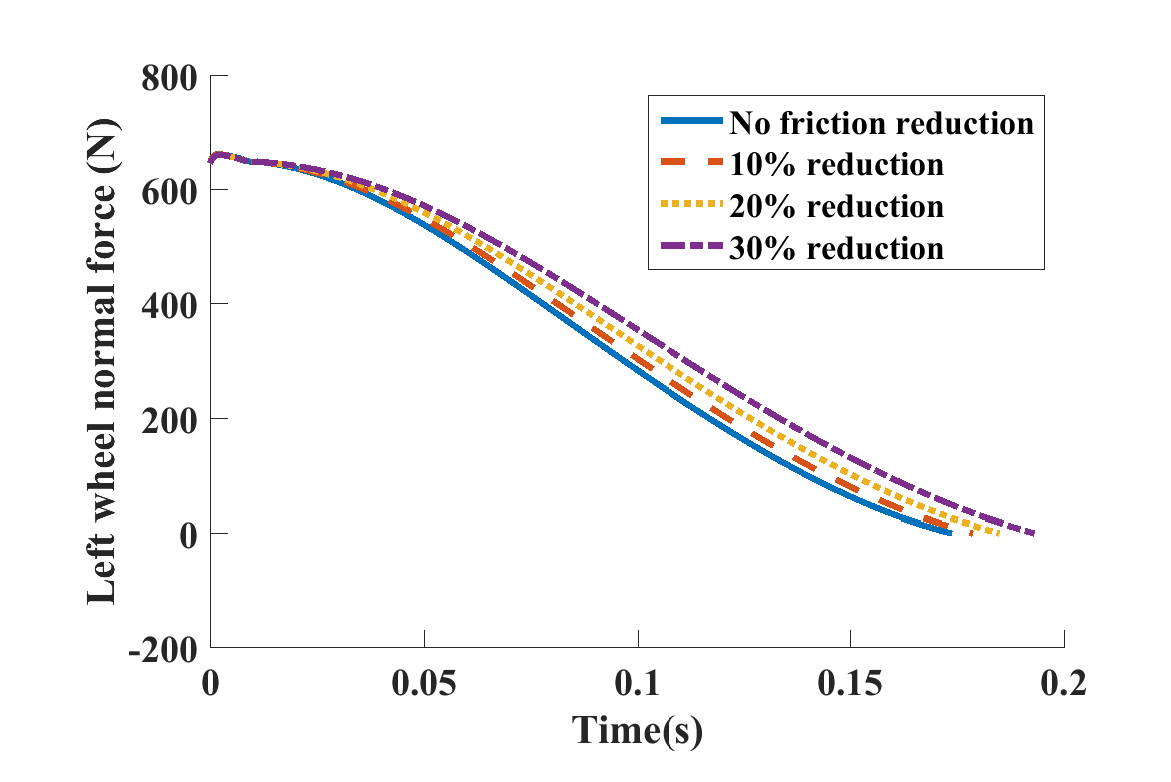 Left wheel normal force (N)
800
600
400
200
0
-200
0
0.05
0.1
0.15
0.2
Time(s)
No friction reduction
10% reduction
20% reduction
30% reduction